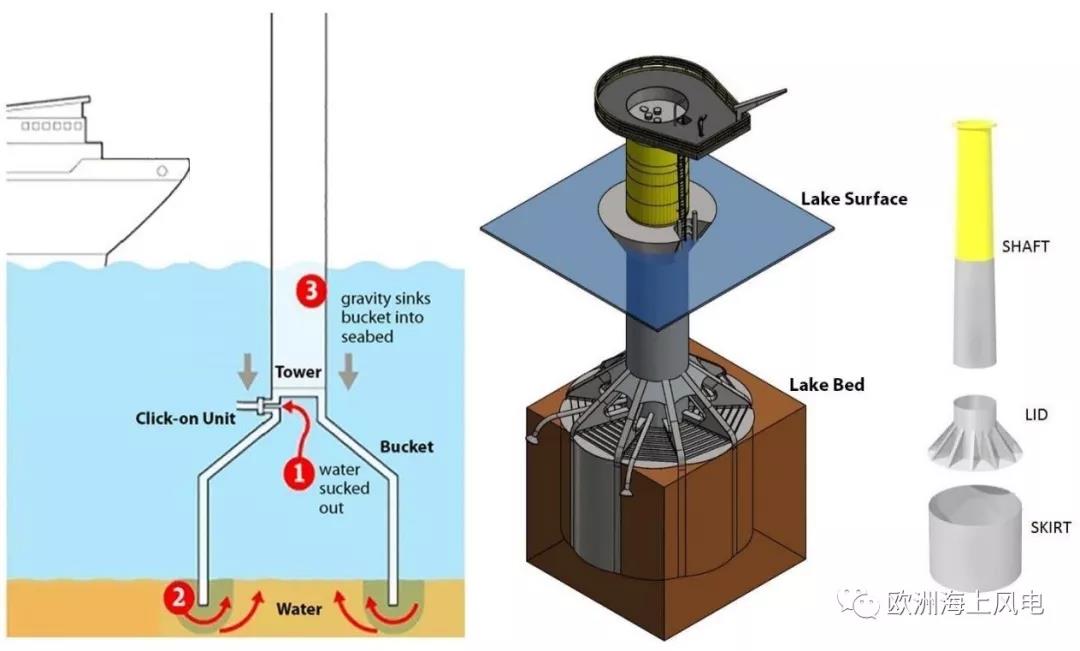 3
gravity sinks
bucket into
seabed
Tower
Click-on Unit
Bucket
1
water
sucked
out
2
Water
Lake Surface
Lake Bed
SHAFT
LID
SKIRT
欧洲海上风电